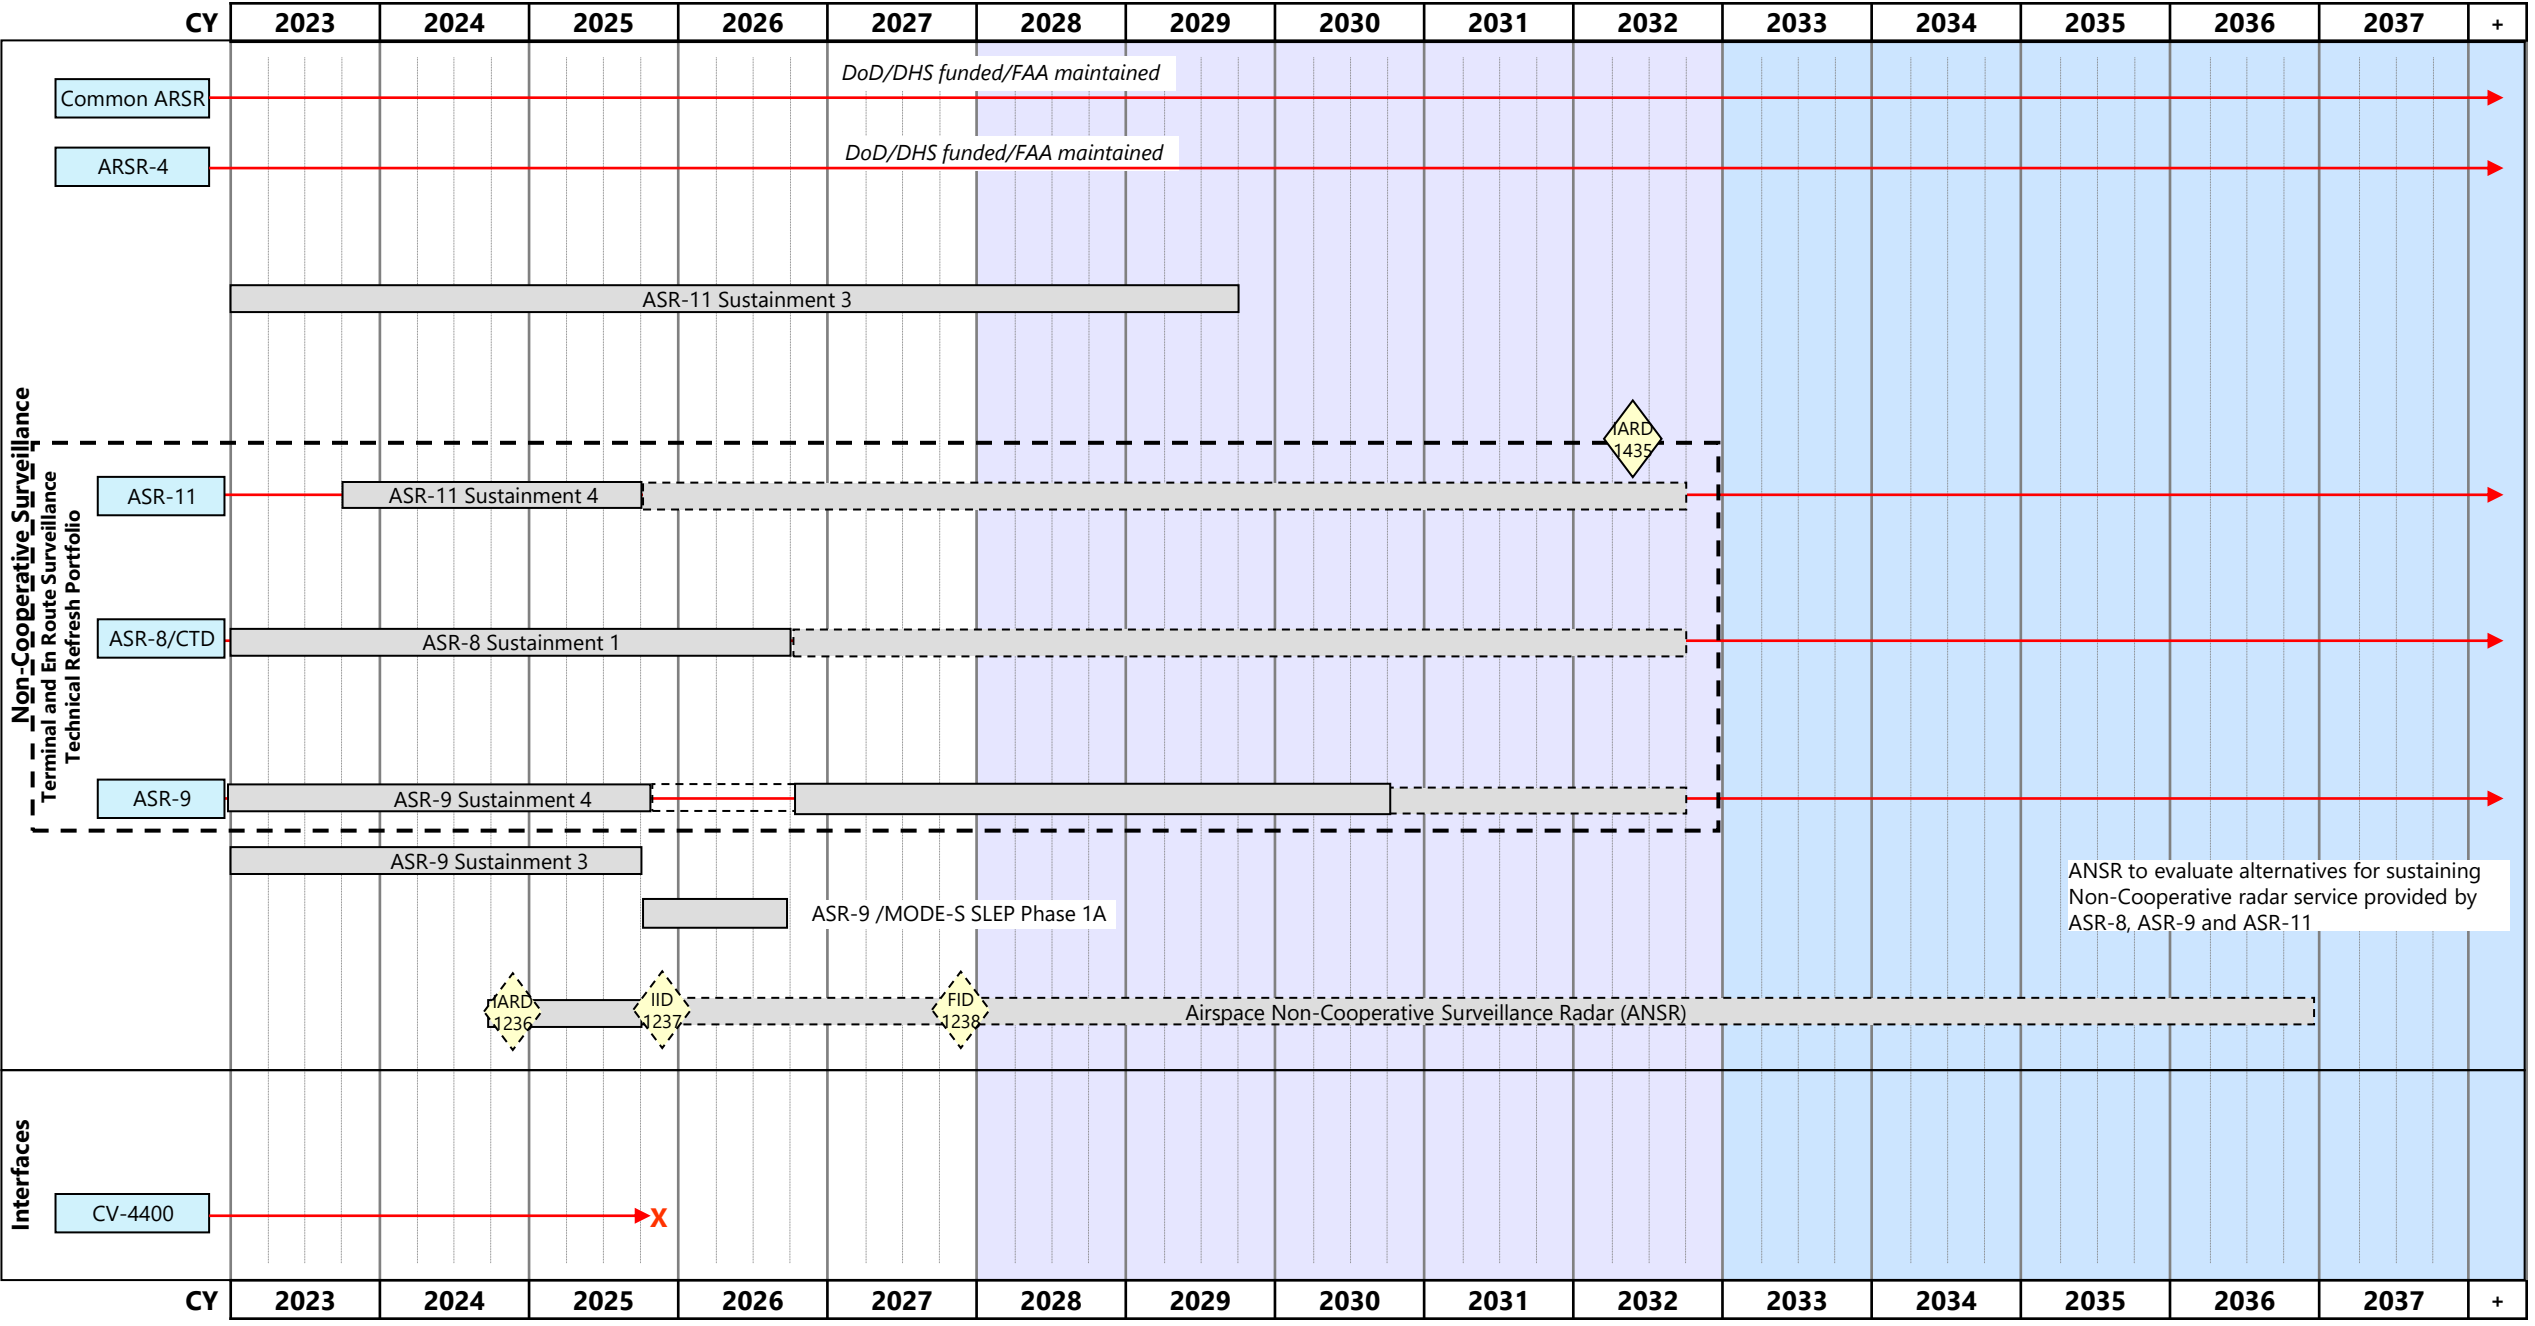 CY 2023 2024 2025 2026 2027 2028 2029 2030 2031 2032 2033 2034 2035 2036 2037 +
DoD/DHS funded/FAA maintained
Common ARSR
DoD/DHS funded/FAA maintained
ARSR-4
ASR-11 Sustainment 3
Non-Cooperative Surveillance
Terminal and En Route Surveillance
Technical Refresh Portfolio
IARD
1435
ASR-11
ASR-11 Sustainment 4
ASR-8/CTD
ASR-8 Sustainment 1
ASR-9
ASR-9 Sustainment 4
ASR-9 Sustainment 3
ASR-9 /MODE-S SLEP Phase 1A
ANSR to evaluate alternatives for sustaining
Non-Cooperative radar service provided by
ASR-8, ASR-9 and ASR-11
IARD
1236
IID
1237
FID
1238
Airspace Non-Cooperative Surveillance Radar (ANSR)
Interfaces
CV-4400
X
CY 2023 2024 2025 2026 2027 2028 2029 2030 2031 2032 2033 2034 2035 2036 2037 +